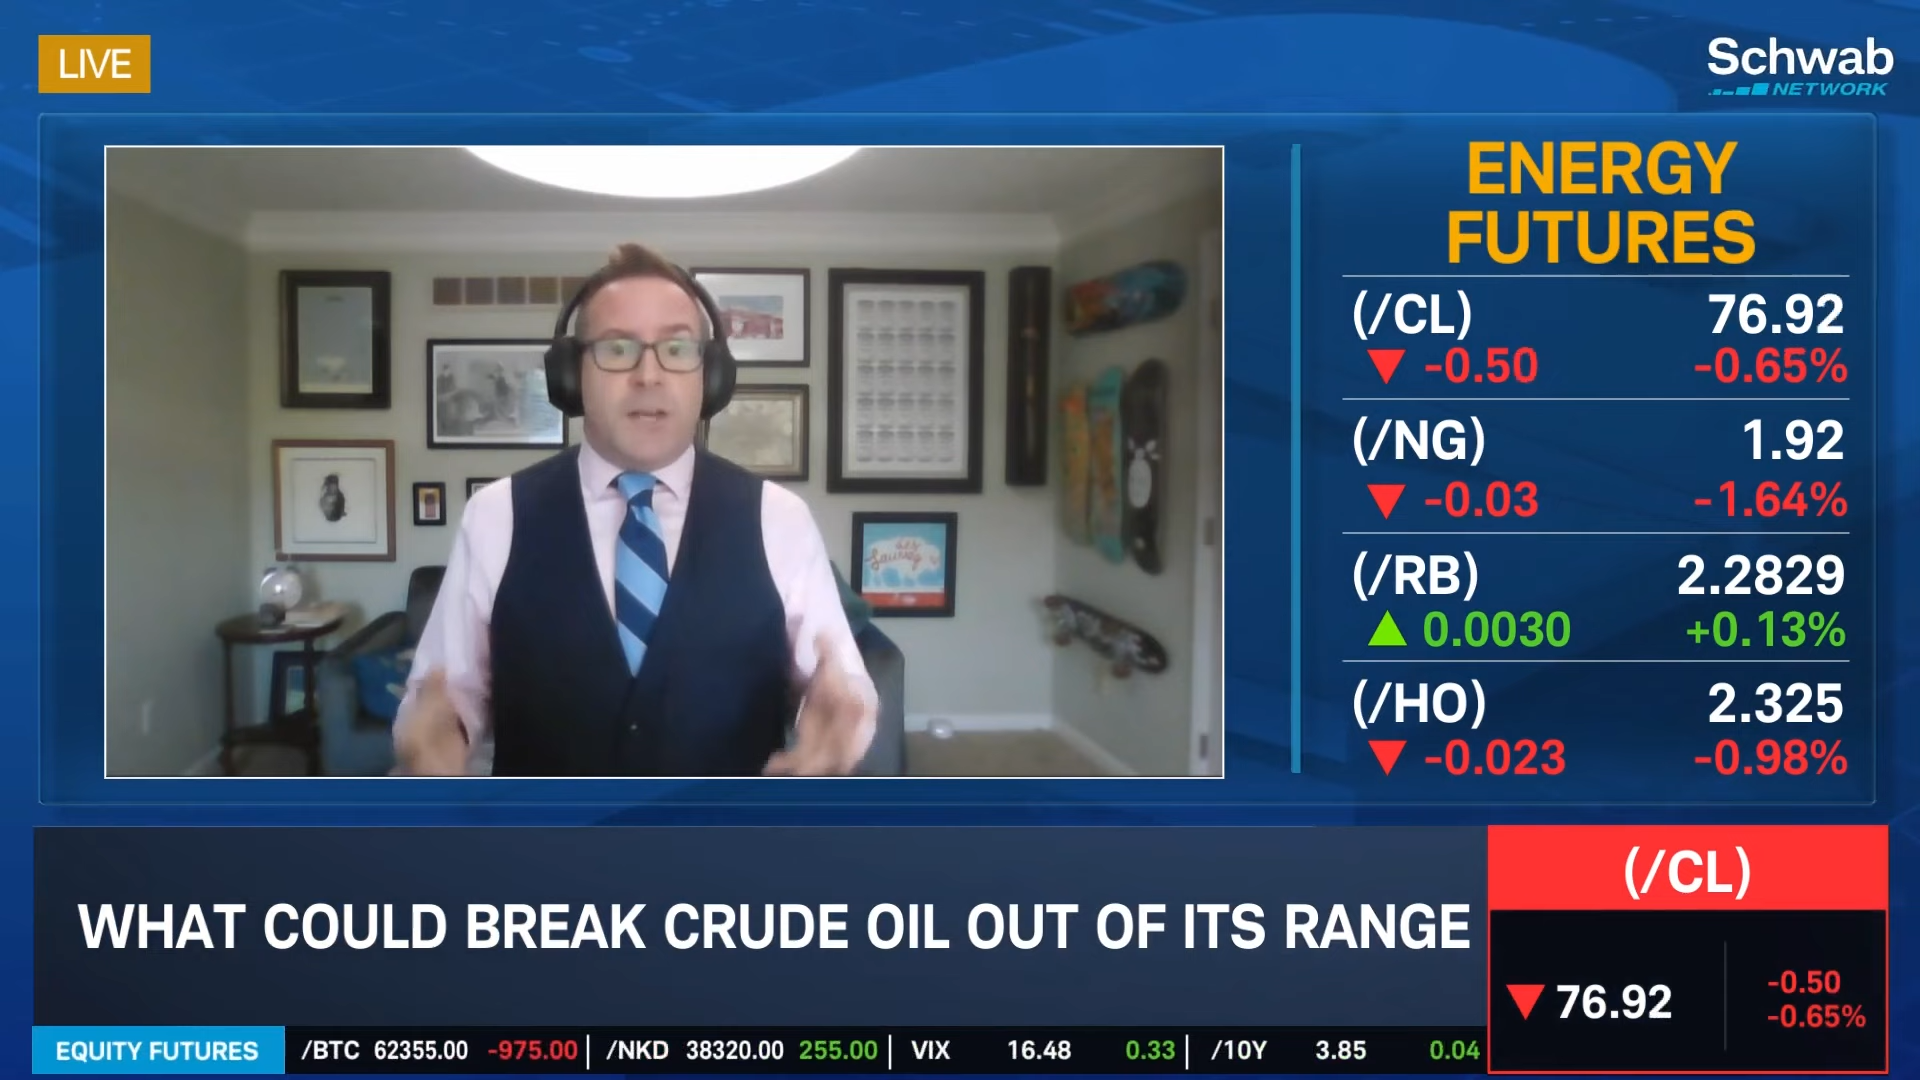 LIVE
Schwab
NETWORK
ENERGY
FUTURES
(/CL) 76.92
▼ -0.50 -0.65%
(/NG) 1.92
▼ -0.03 -1.64%
(/RB) 2.2829
▲ 0.0030 +0.13%
(/HO) 2.325
▼ -0.023 -0.98%
WHAT COULD BREAK CRUDE OIL OUT OF ITS RANGE
(/CL)
▼ 76.92
-0.50
-0.65%
EQUITY FUTURES /BTC 62355.00 -975.00 | /NKD 38320.00 255.00 | VIX 16.48 0.33 | /10Y 3.85 0.04